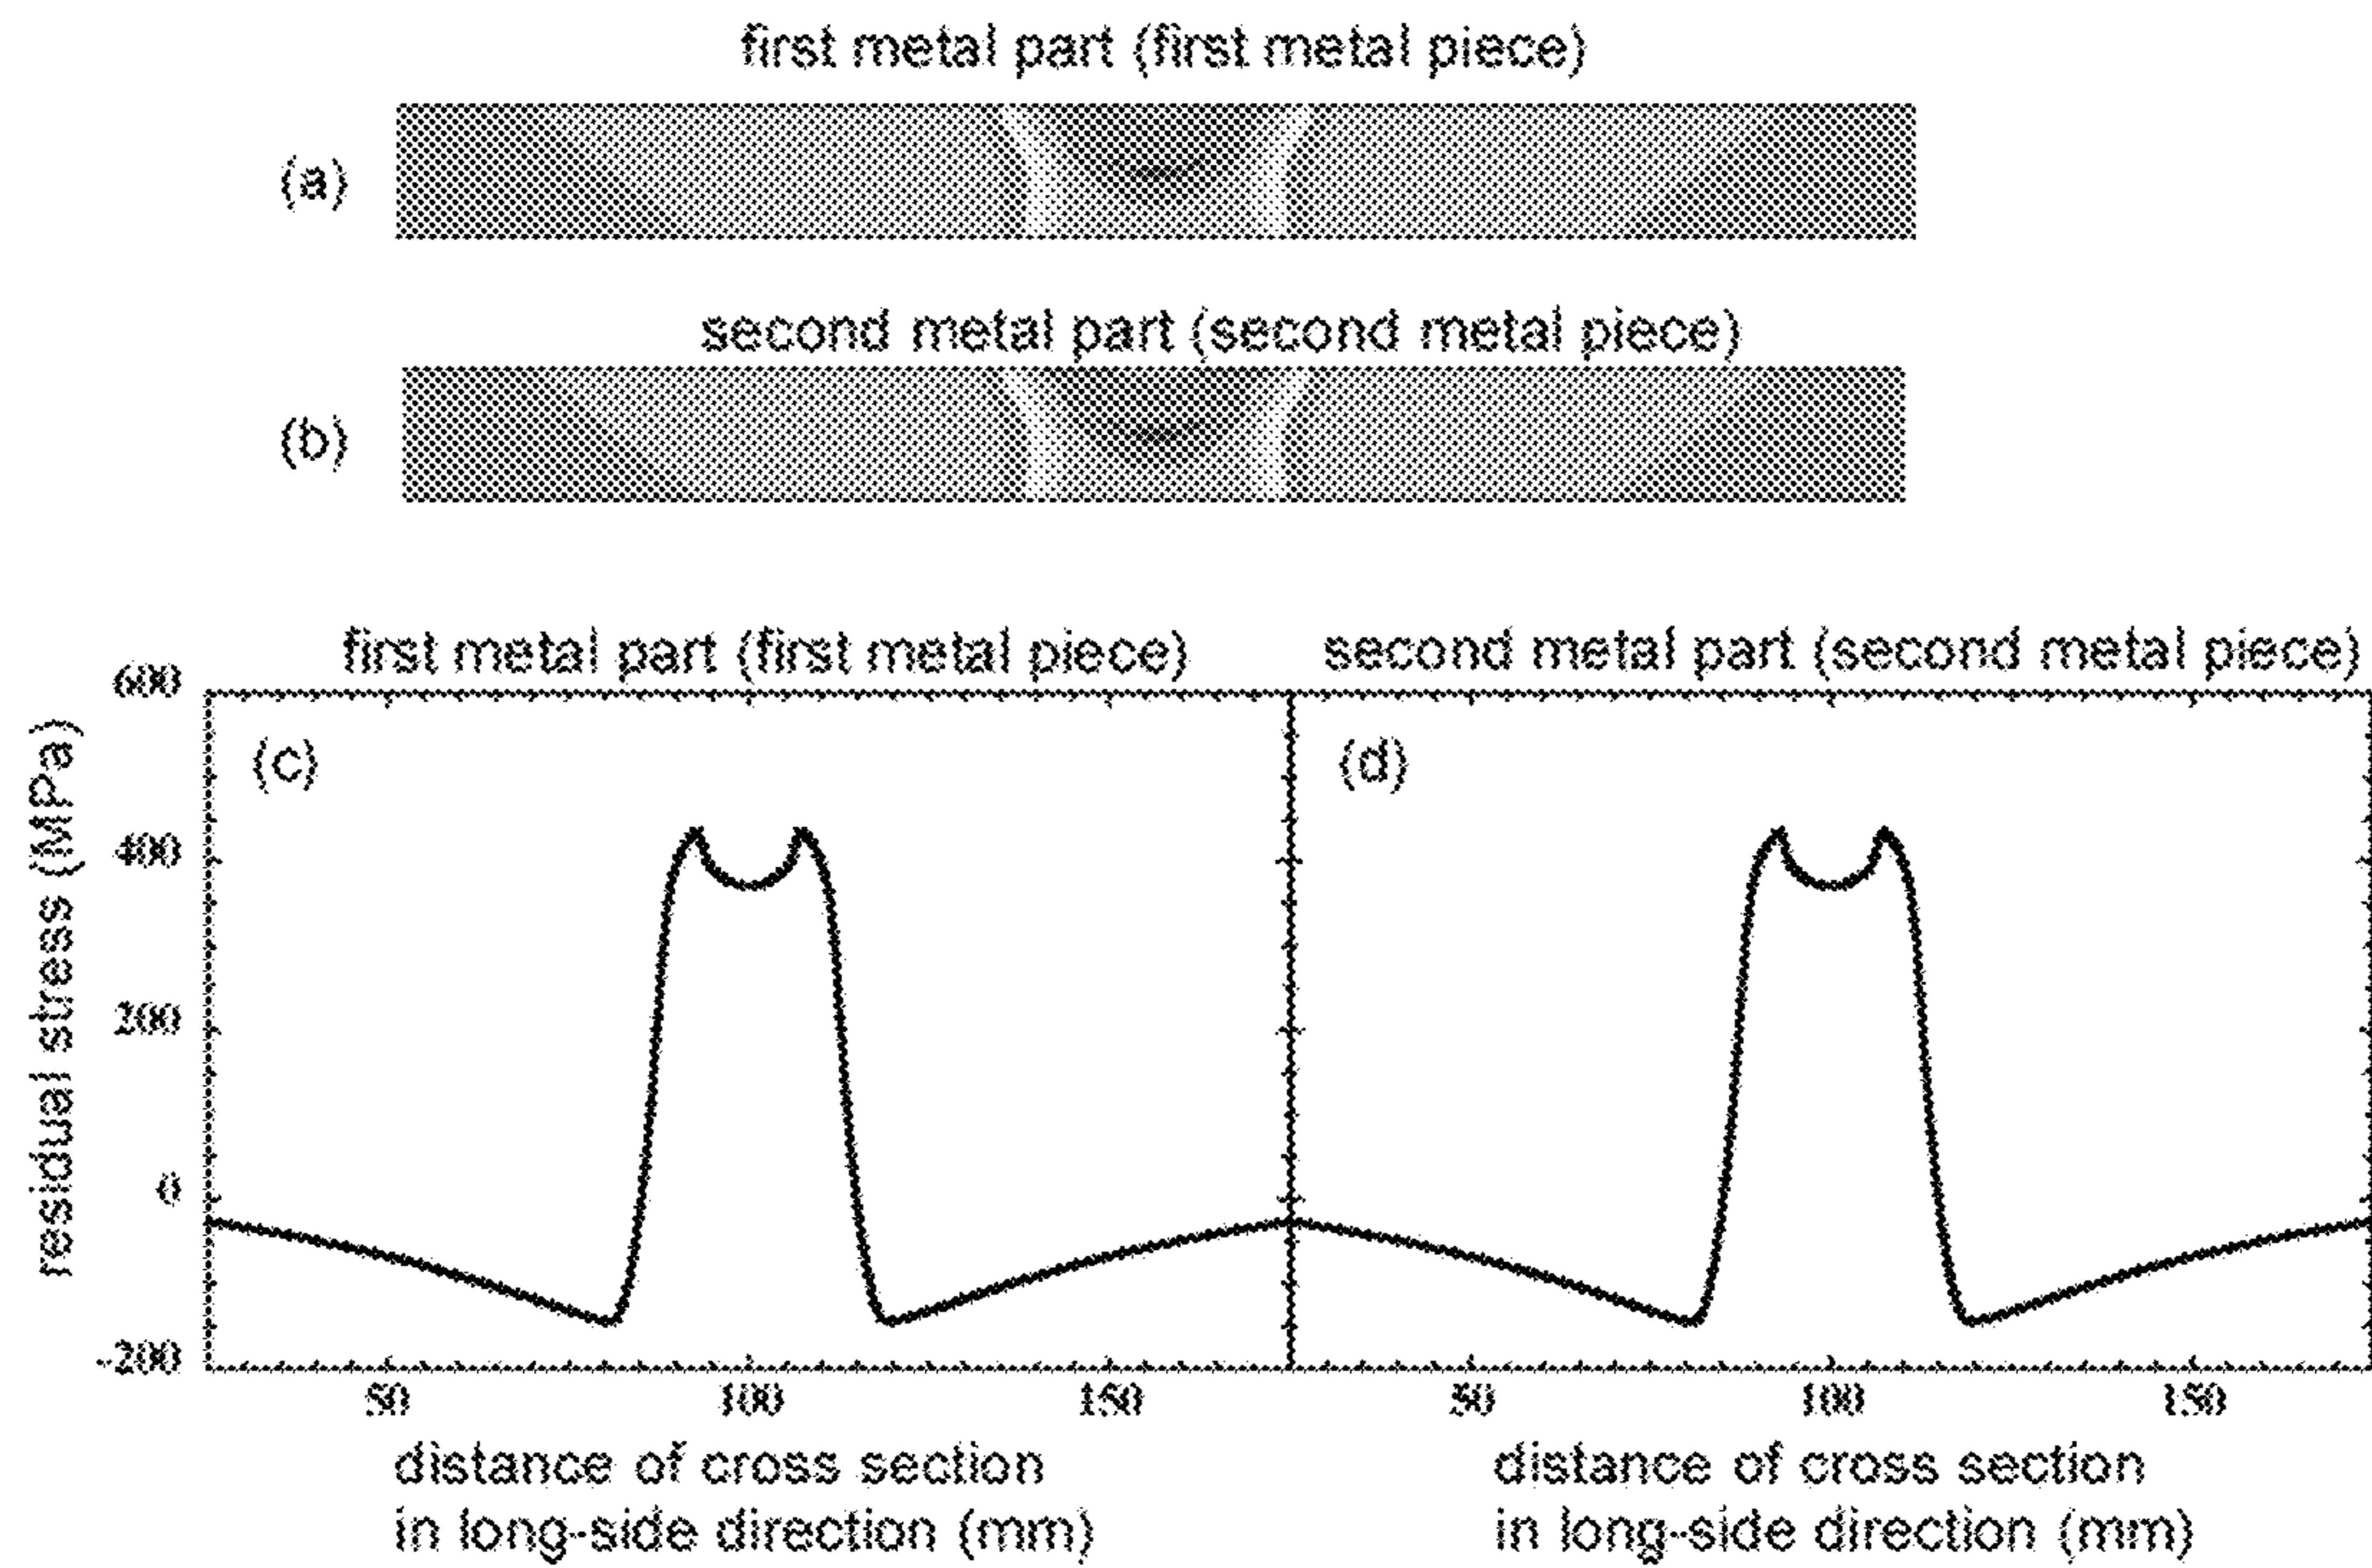 first metal part (first metal piece)
(a)
second metal part (second metal piece)
(b)
first metal part (first metal piece) second metal part (second metal piece)
600
(c) (d)
residual stress (MPa)
400
200
0
-200
50 100 150 50 100 150
distance of cross section distance of cross section
in long-side direction (mm) in long-side direction (mm)